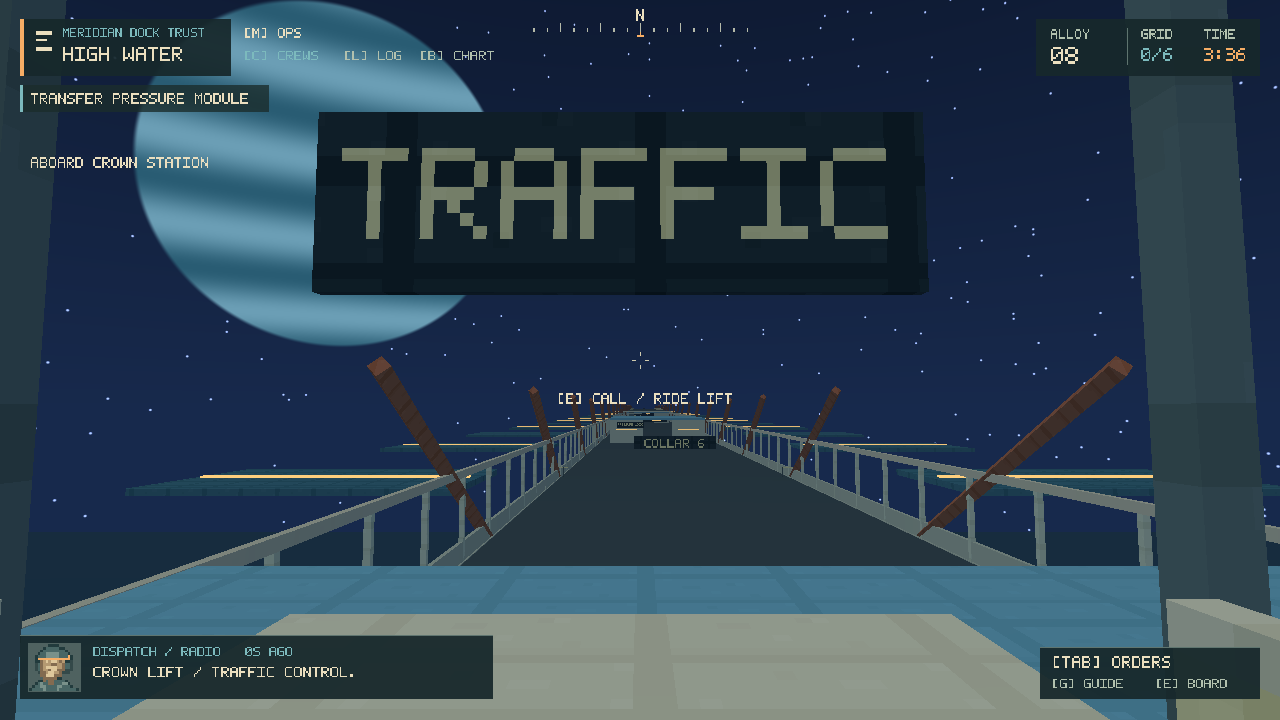 MERIDIAN DOCK TRUST
HIGH WATER
[M] OPS
[C] CREWS [L] LOG [B] CHART
N
ALLOY GRID TIME
08 0/6 3:36
TRANSFER PRESSURE MODULE
ABOARD CROWN STATION
TRAFFIC
[E] CALL / RIDE LIFT
COLLAR 6
DISPATCH / RADIO 0S AGO
CROWN LIFT / TRAFFIC CONTROL.
[TAB] ORDERS
[G] GUIDE [E] BOARD